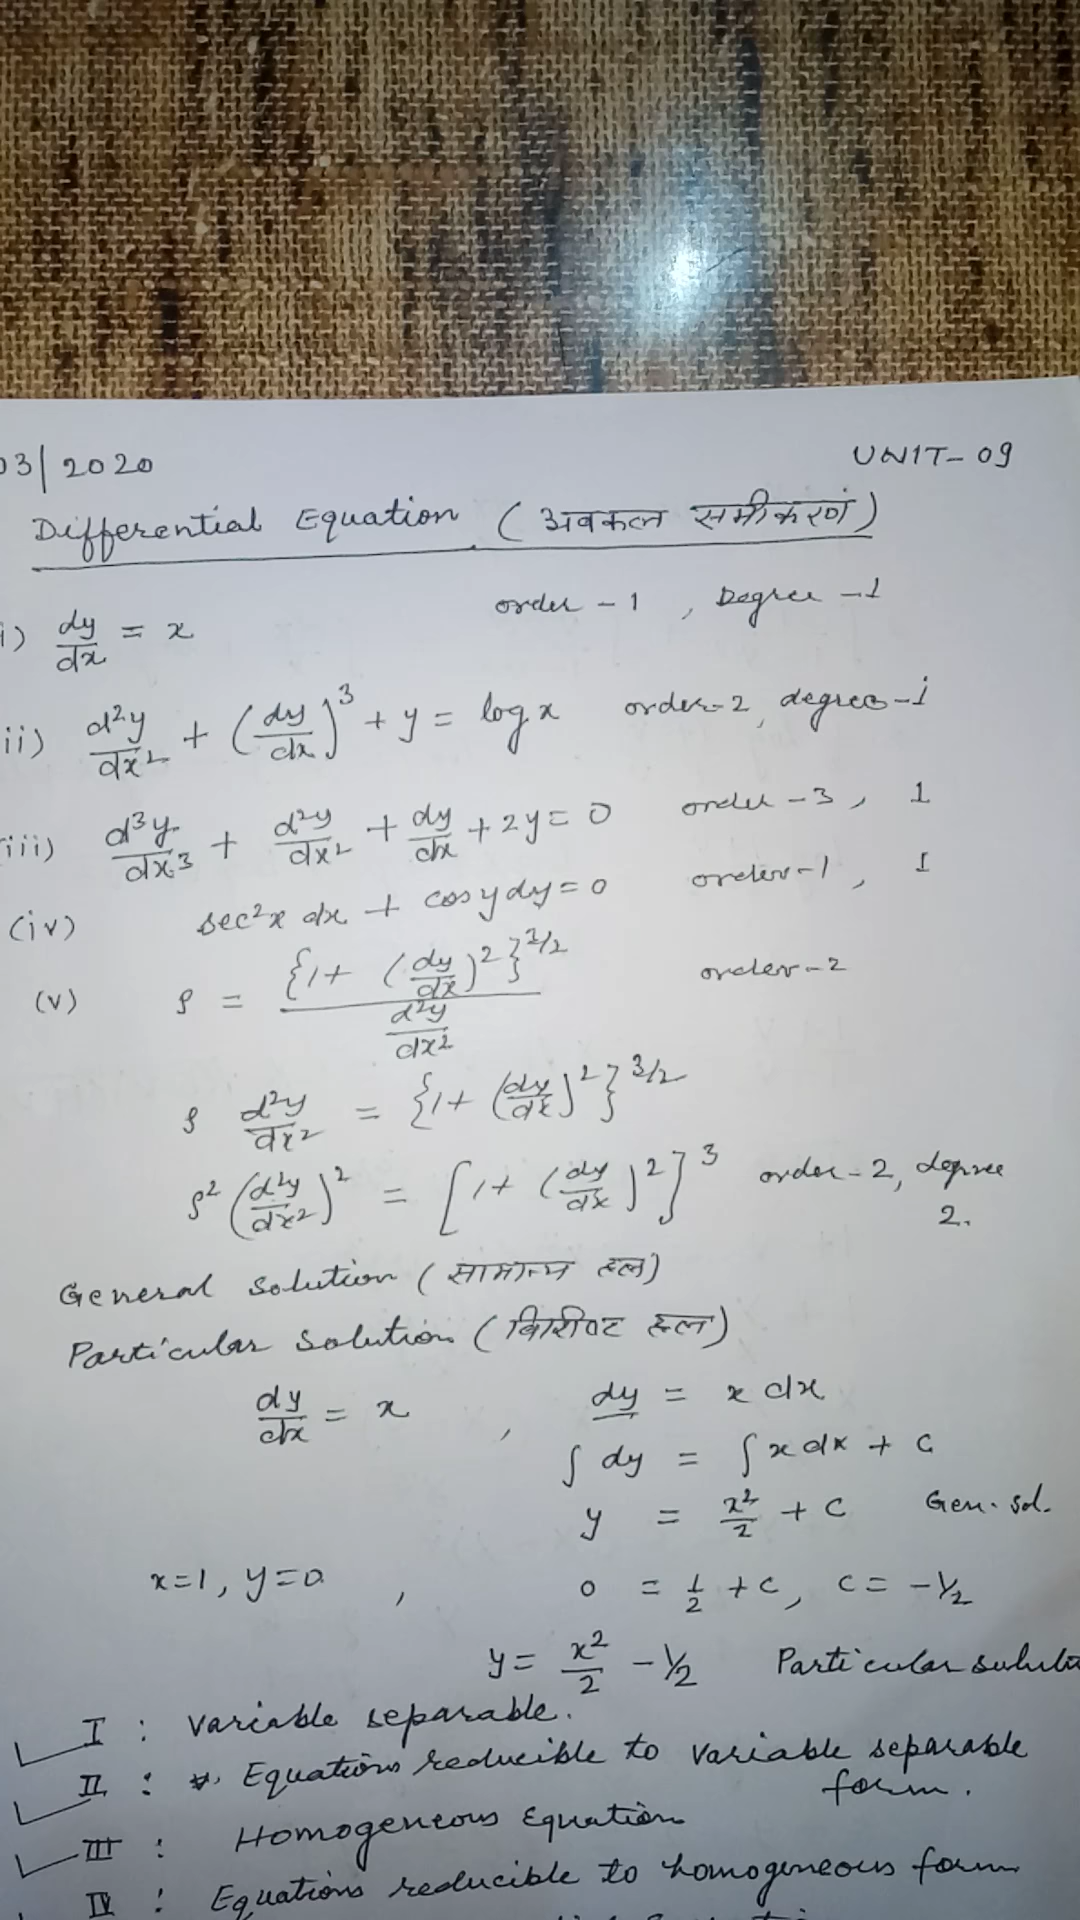 03/2020 UNIT-09
Differential Equation (अवकल समीकरणं)
i) dy/dx = x order-1, Degree-1
ii) d²y/dx² + (dy/dx)³ + y = log x order-2, degree-1
iii) d³y/dx³ + d²y/dx² + dy/dx + 2y = 0 order-3, 1
(iv) sec²x dx + cosy dy = 0 order-1, 1
(v) ρ = {1 + (dy/dx)²}^3/2 / d²y/dx² order-2
ρ d²y/dx² = {1 + (dy/dx)²}^3/2
ρ² (d²y/dx²)² = [1 + (dy/dx)²]³ order-2, degree 2.
General Solution (सामान्य हल)
Particular Solution (विशिष्ट हल)
dy/dx = x , dy = x dx
∫ dy = ∫ x dx + c
y = x²/2 + c Gen. sol.
x=1, y=0 , 0 = 1/2 + c, c = -1/2
y = x²/2 - 1/2 Particular
I : Variable separable.
II : Equations reducible to variable separable form.
III : Homogeneous Equation
IV : Equations reducible to homogeneous form